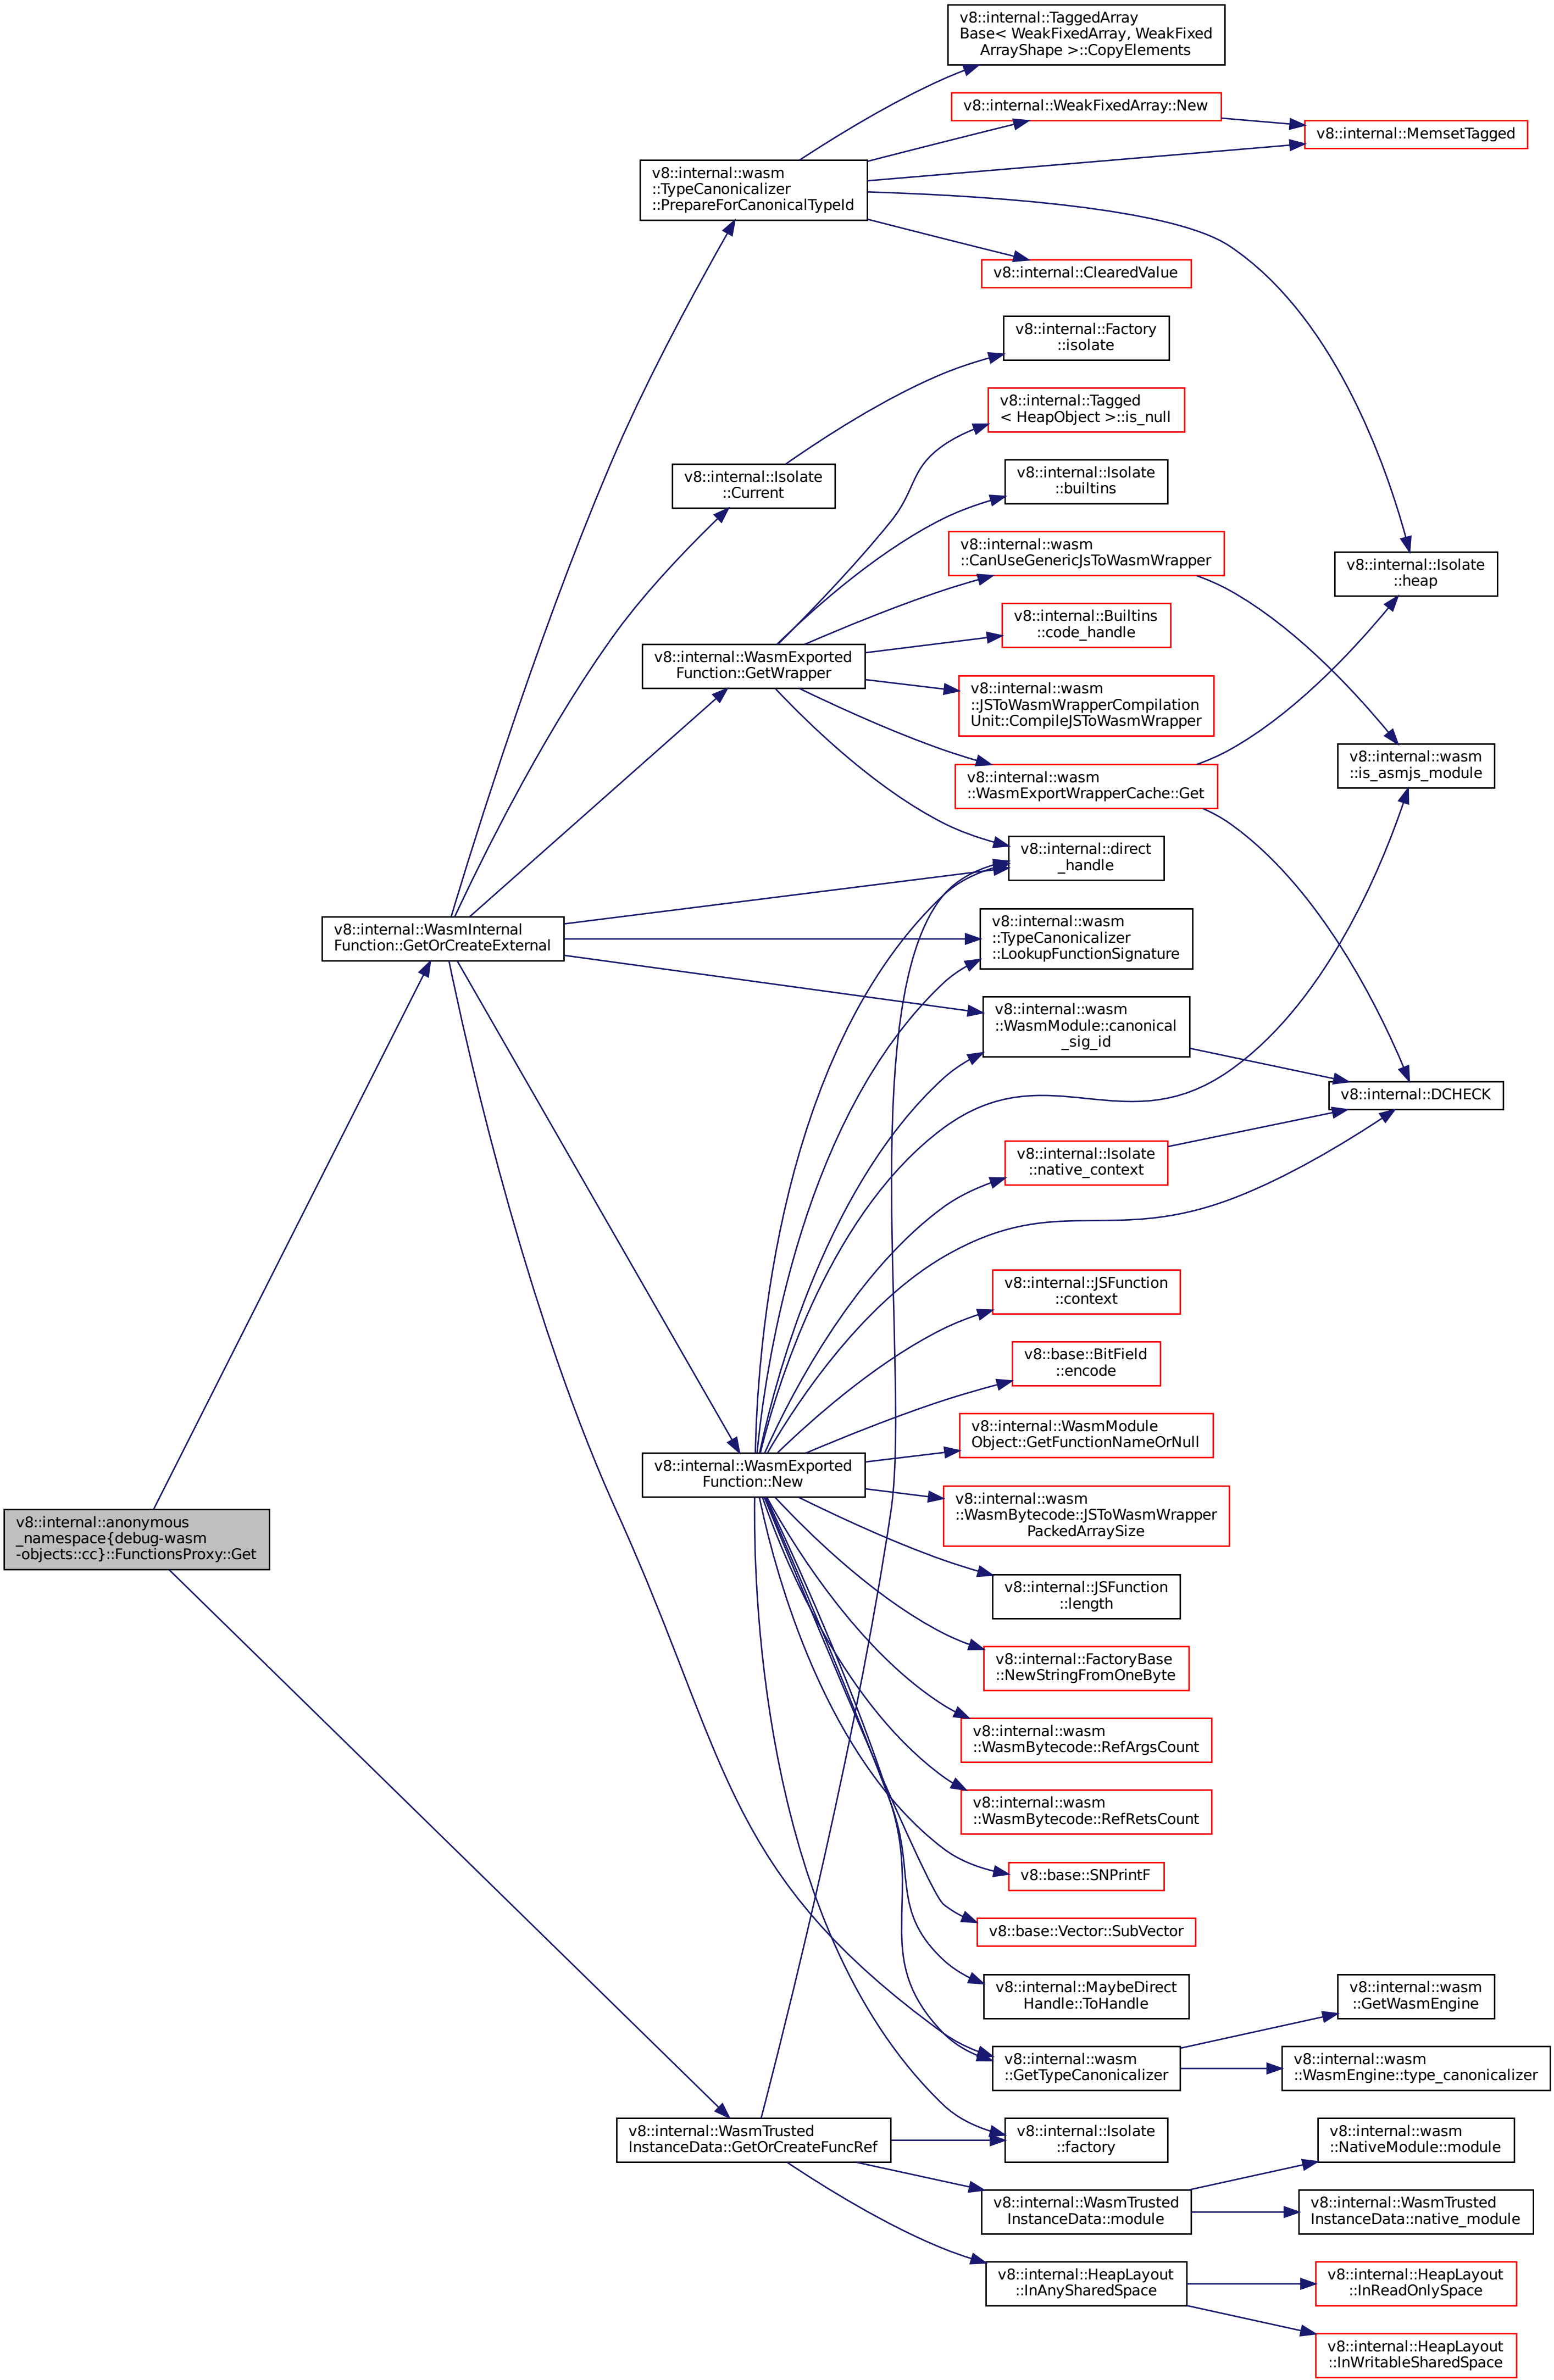 v8::internal::TaggedArray
Base< WeakFixedArray, WeakFixed
ArrayShape >::CopyElements
v8::internal::WeakFixedArray::New
v8::internal::MemsetTagged
v8::internal::wasm
::TypeCanonicalizer
::PrepareForCanonicalTypeId
v8::internal::ClearedValue
v8::internal::Factory
::isolate
v8::internal::Tagged
< HeapObject >::is_null
v8::internal::Isolate
::Current
v8::internal::Isolate
::builtins
v8::internal::wasm
::CanUseGenericJsToWasmWrapper
v8::internal::Isolate
::heap
v8::internal::Builtins
::code_handle
v8::internal::WasmExported
Function::GetWrapper
v8::internal::wasm
::JSToWasmWrapperCompilation
Unit::CompileJSToWasmWrapper
v8::internal::wasm
::is_asmjs_module
v8::internal::wasm
::WasmExportWrapperCache::Get
v8::internal::direct
_handle
v8::internal::WasmInternal
Function::GetOrCreateExternal
v8::internal::wasm
::TypeCanonicalizer
::LookupFunctionSignature
v8::internal::wasm
::WasmModule::canonical
_sig_id
v8::internal::DCHECK
v8::internal::Isolate
::native_context
v8::internal::JSFunction
::context
v8::base::BitField
::encode
v8::internal::WasmModule
Object::GetFunctionNameOrNull
v8::internal::WasmExported
Function::New
v8::internal::wasm
::WasmBytecode::JSToWasmWrapper
PackedArraySize
v8::internal::anonymous
_namespace{debug-wasm
-objects::cc}::FunctionsProxy::Get
v8::internal::JSFunction
::length
v8::internal::FactoryBase
::NewStringFromOneByte
v8::internal::wasm
::WasmBytecode::RefArgsCount
v8::internal::wasm
::WasmBytecode::RefRetsCount
v8::base::SNPrintF
v8::base::Vector::SubVector
v8::internal::MaybeDirect
Handle::ToHandle
v8::internal::wasm
::GetWasmEngine
v8::internal::wasm
::GetTypeCanonicalizer
v8::internal::wasm
::WasmEngine::type_canonicalizer
v8::internal::WasmTrusted
InstanceData::GetOrCreateFuncRef
v8::internal::Isolate
::factory
v8::internal::wasm
::NativeModule::module
v8::internal::WasmTrusted
InstanceData::module
v8::internal::WasmTrusted
InstanceData::native_module
v8::internal::HeapLayout
::InAnySharedSpace
v8::internal::HeapLayout
::InReadOnlySpace
v8::internal::HeapLayout
::InWritableSharedSpace